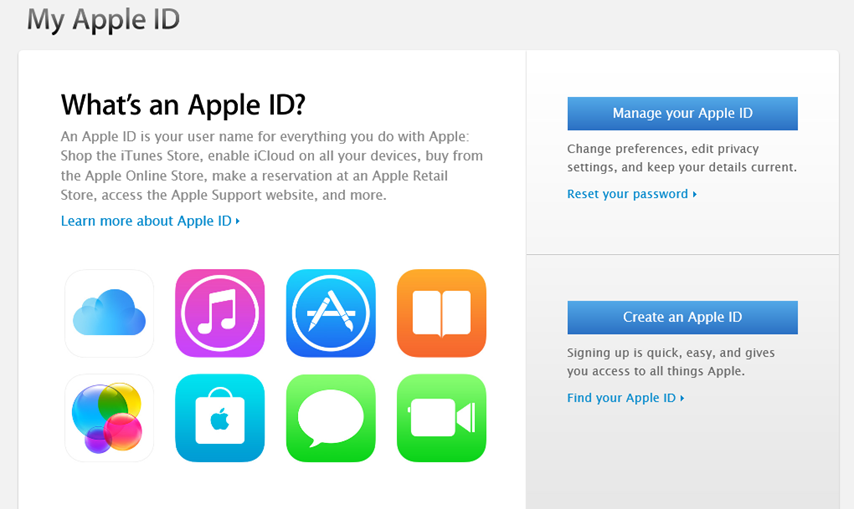 My Apple ID
What's an Apple ID?
An Apple ID is your user name for everything you do with Apple:
Shop the iTunes Store, enable iCloud on all your devices, buy from
the Apple Online Store, make a reservation at an Apple Retail
Store, access the Apple Support website, and more.
Learn more about Apple ID
Manage your Apple ID
Change preferences, edit privacy
settings, and keep your details current.
Reset your password
Create an Apple ID
Signing up is quick, easy, and gives
you access to all things Apple.
Find your Apple ID